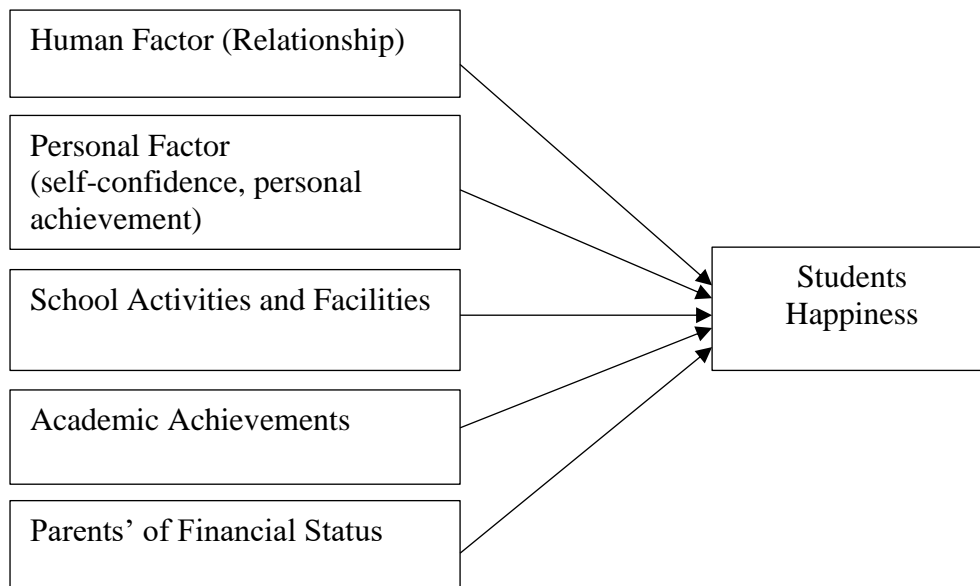 Human Factor (Relationship)
Personal Factor
(self-confidence, personal
achievement)
School Activities and Facilities
Academic Achievements
Parents’ of Financial Status
Students
Happiness